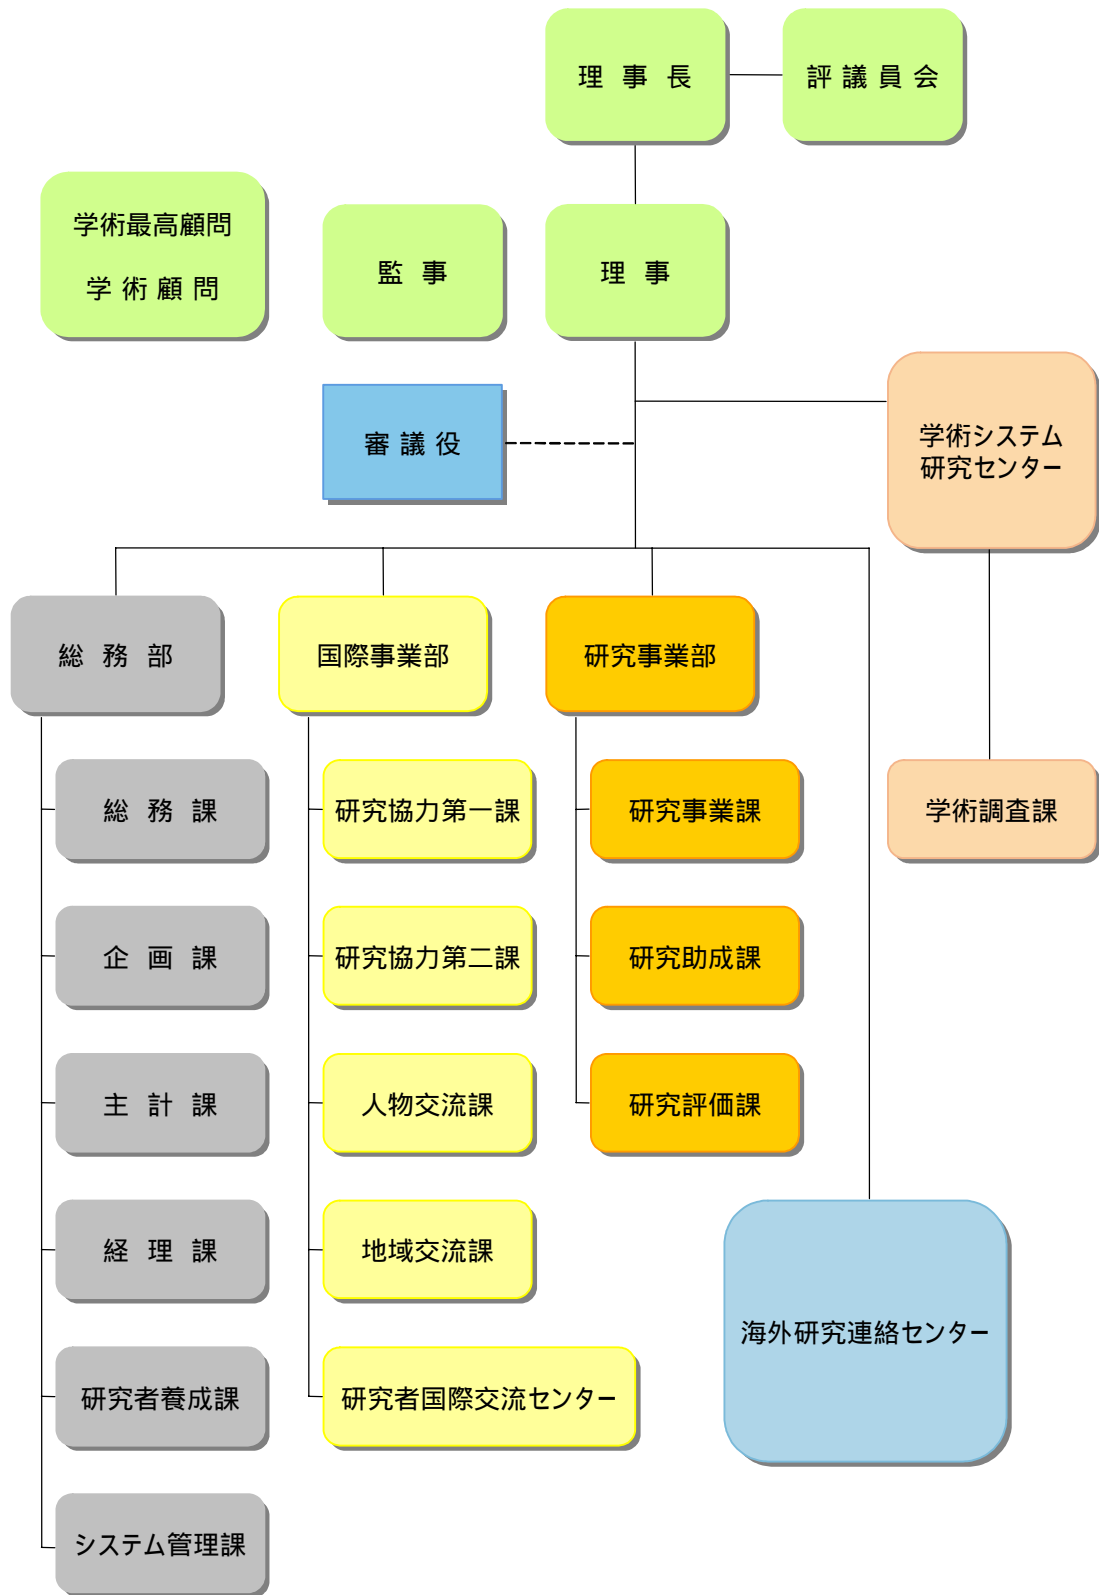 理事長
評議員会
学術最高顧問
学術顧問
監事
理事
審議役
学術システム
研究センター
総務部
国際事業部
研究事業部
総務課
研究協力第一課
研究事業課
学術調査課
企画課
研究協力第二課
研究助成課
主計課
人物交流課
研究評価課
経理課
地域交流課
海外研究連絡センター
研究者養成課
研究者国際交流センター
システム管理課